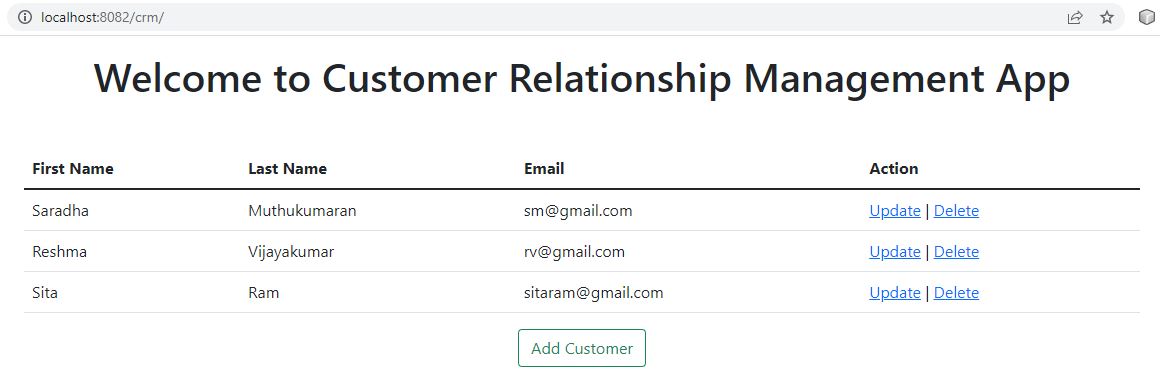 localhost:8082/crm/
Welcome to Customer Relationship Management App
First Name Last Name Email Action
Saradha Muthukumaran sm@gmail.com Update | Delete
Reshma Vijayakumar rv@gmail.com Update | Delete
Sita Ram sitaram@gmail.com Update | Delete
Add Customer